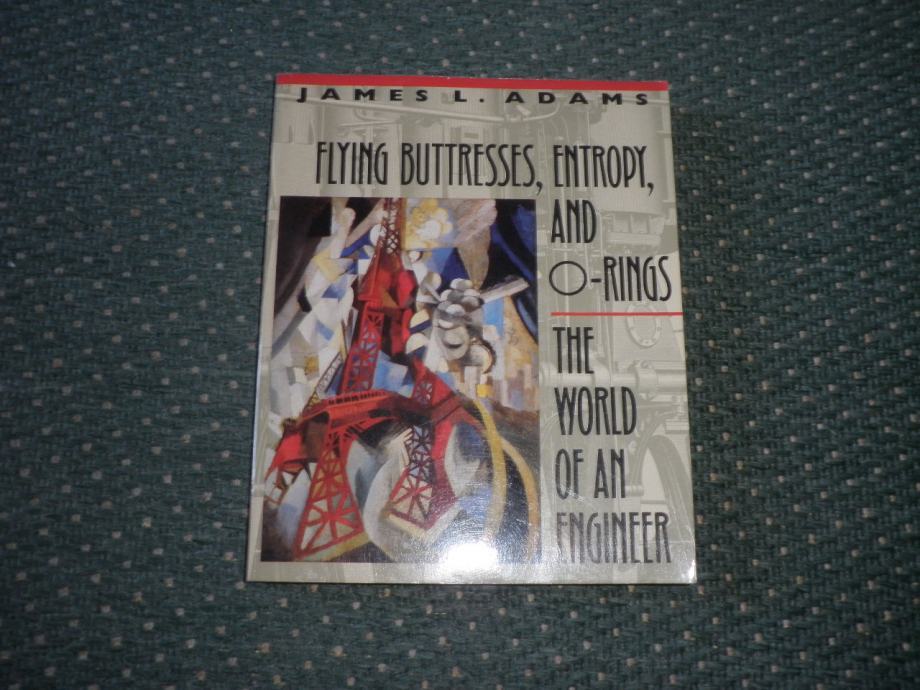 JAMES L. ADAMS
FLYING BUTTRESSES, ENTROPY,
AND
O-RINGS
THE
WORLD
OF AN
ENGINEER